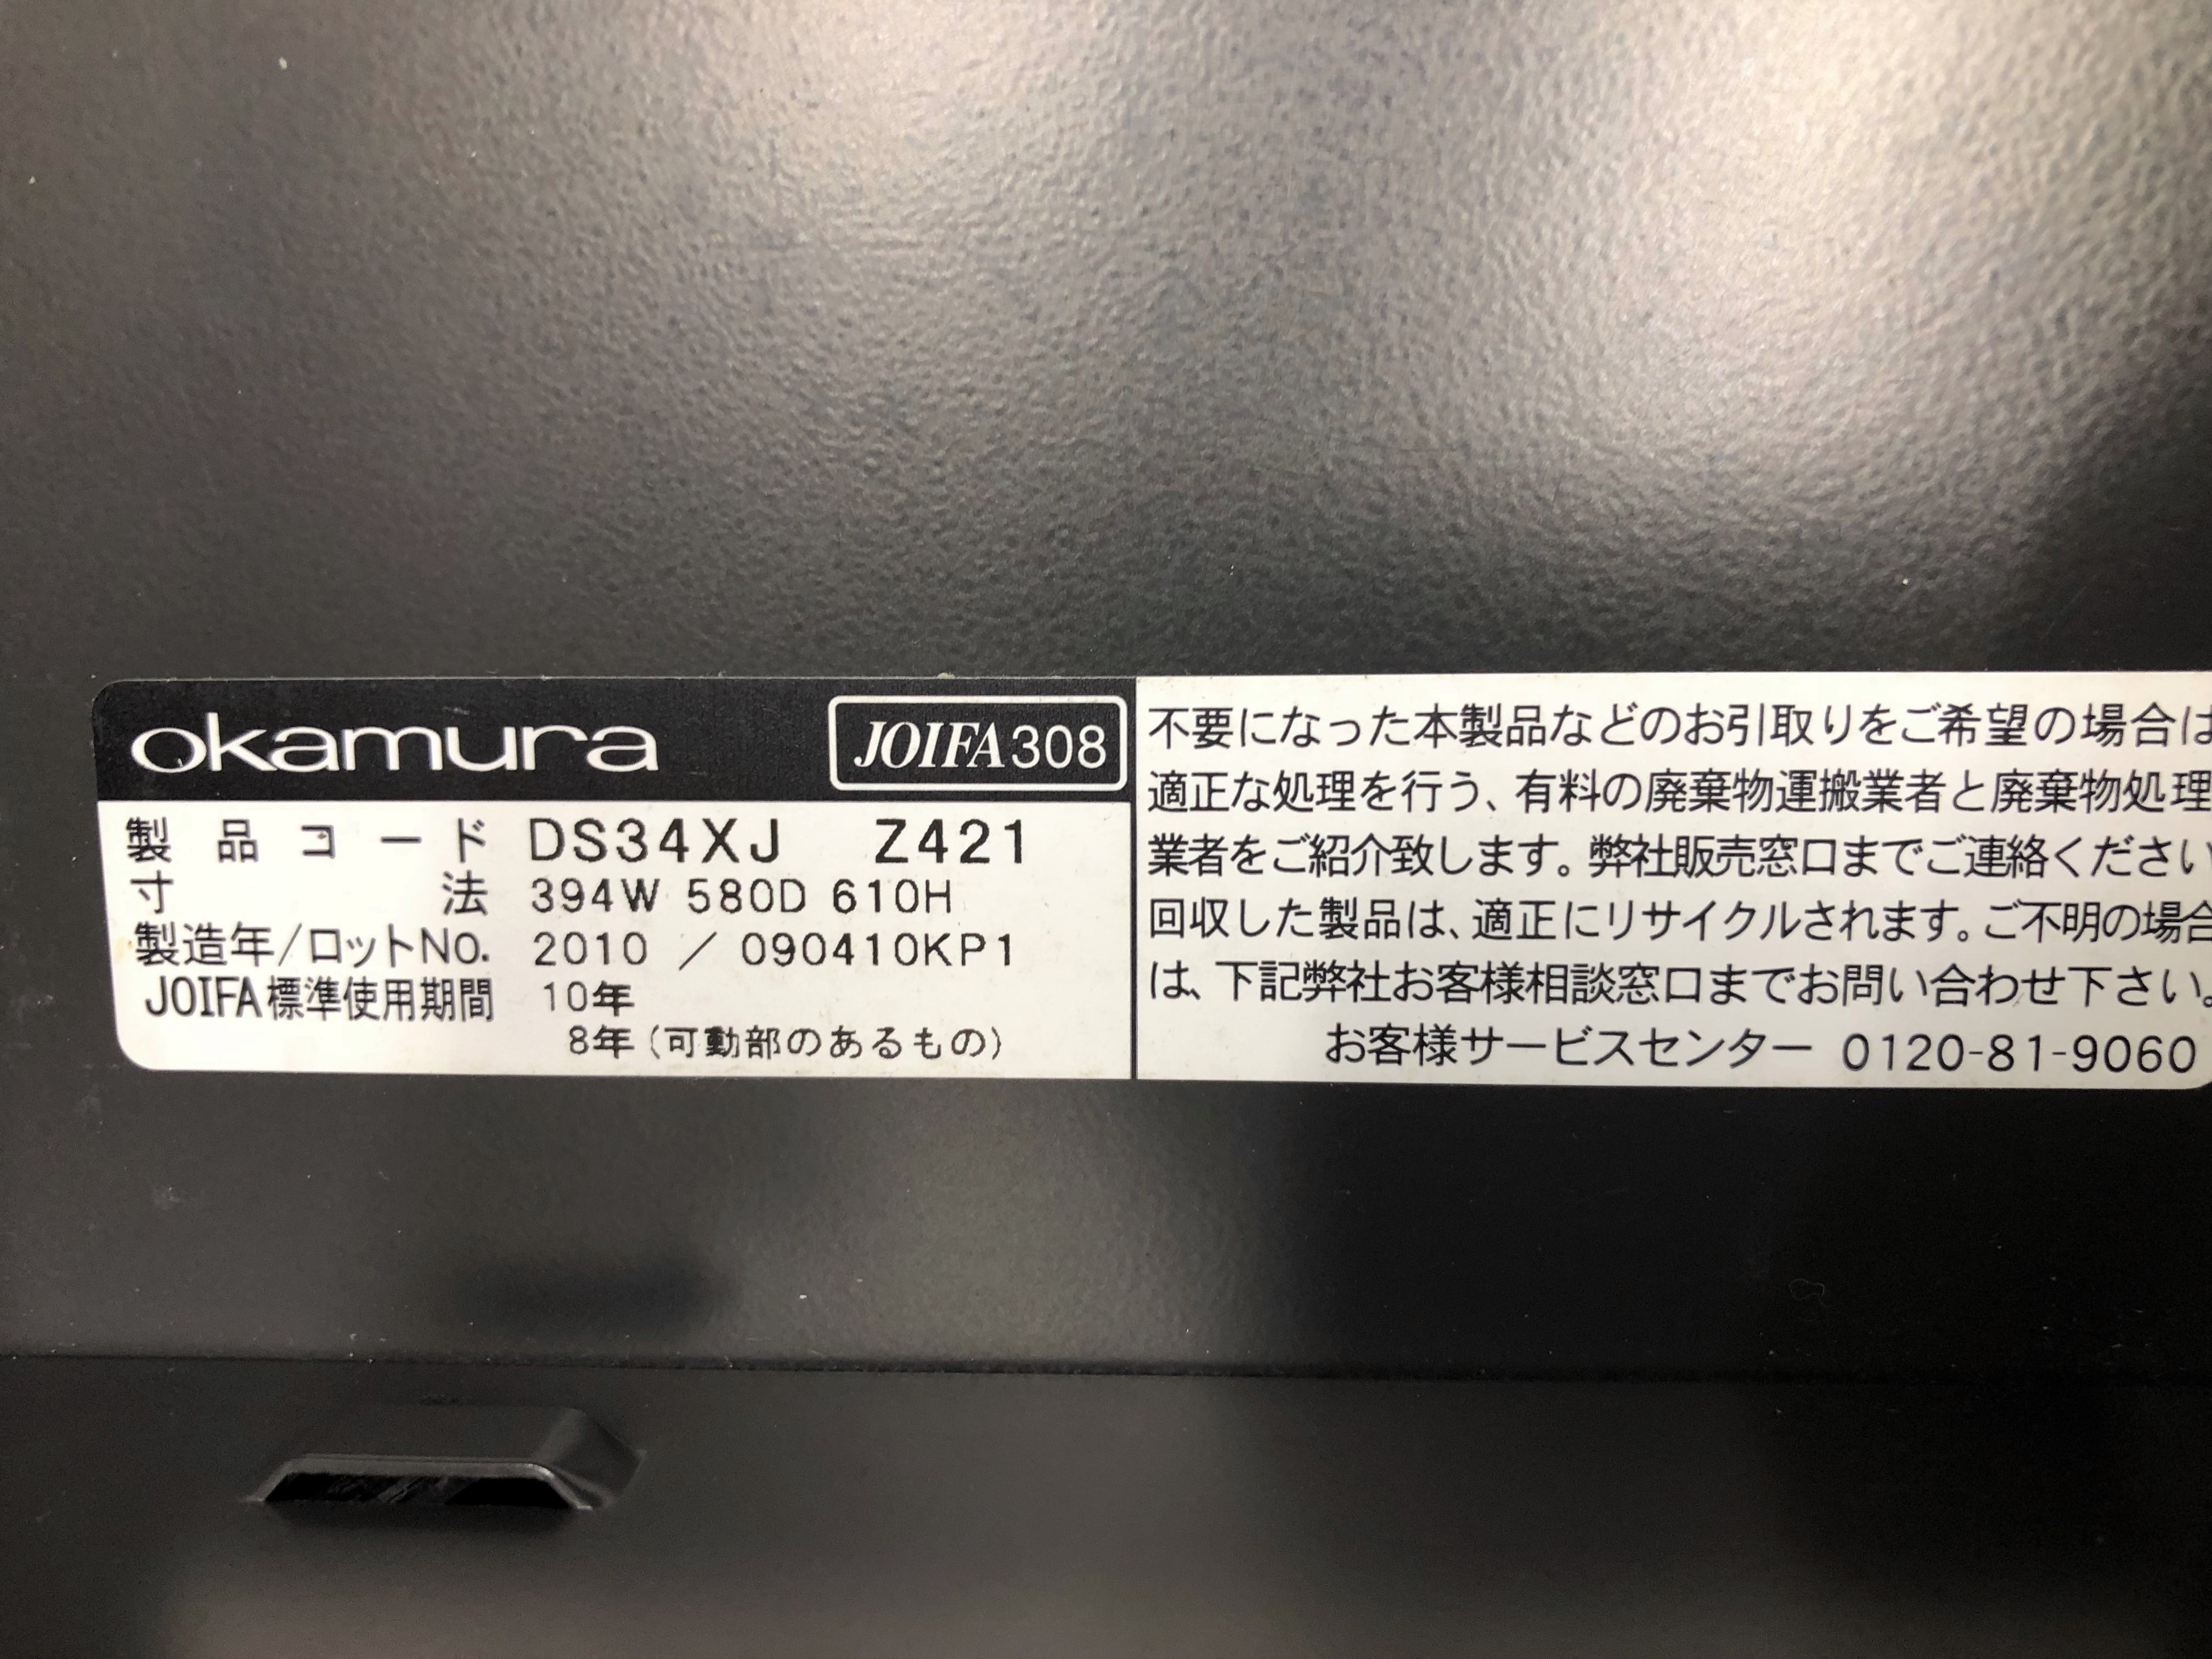 okamura JOIFA308
製品コード DS34XJ Z421
寸法 394W 580D 610H
製造年/ロットNo. 2010 / 090410KP1
JOIFA標準使用期間 10年
8年(可動部のあるもの)
不要になった本製品などのお引取りをご希望の場合は
適正な処理を行う、有料の廃棄物運搬業者と廃棄物処理
業者をご紹介致します。弊社販売窓口までご連絡ください
回収した製品は、適正にリサイクルされます。ご不明の場合
は、下記弊社お客様相談窓口までお問い合わせ下さい。
お客様サービスセンター 0120-81-9060